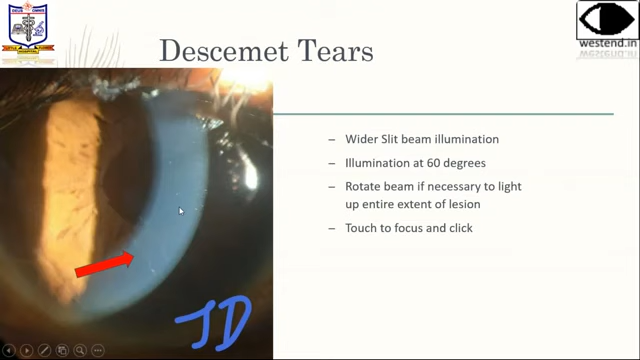 Descemet Tears
westend.in
– Wider Slit beam illumination
– Illumination at 60 degrees
– Rotate beam if necessary to light
up entire extent of lesion
– Touch to focus and click
JD